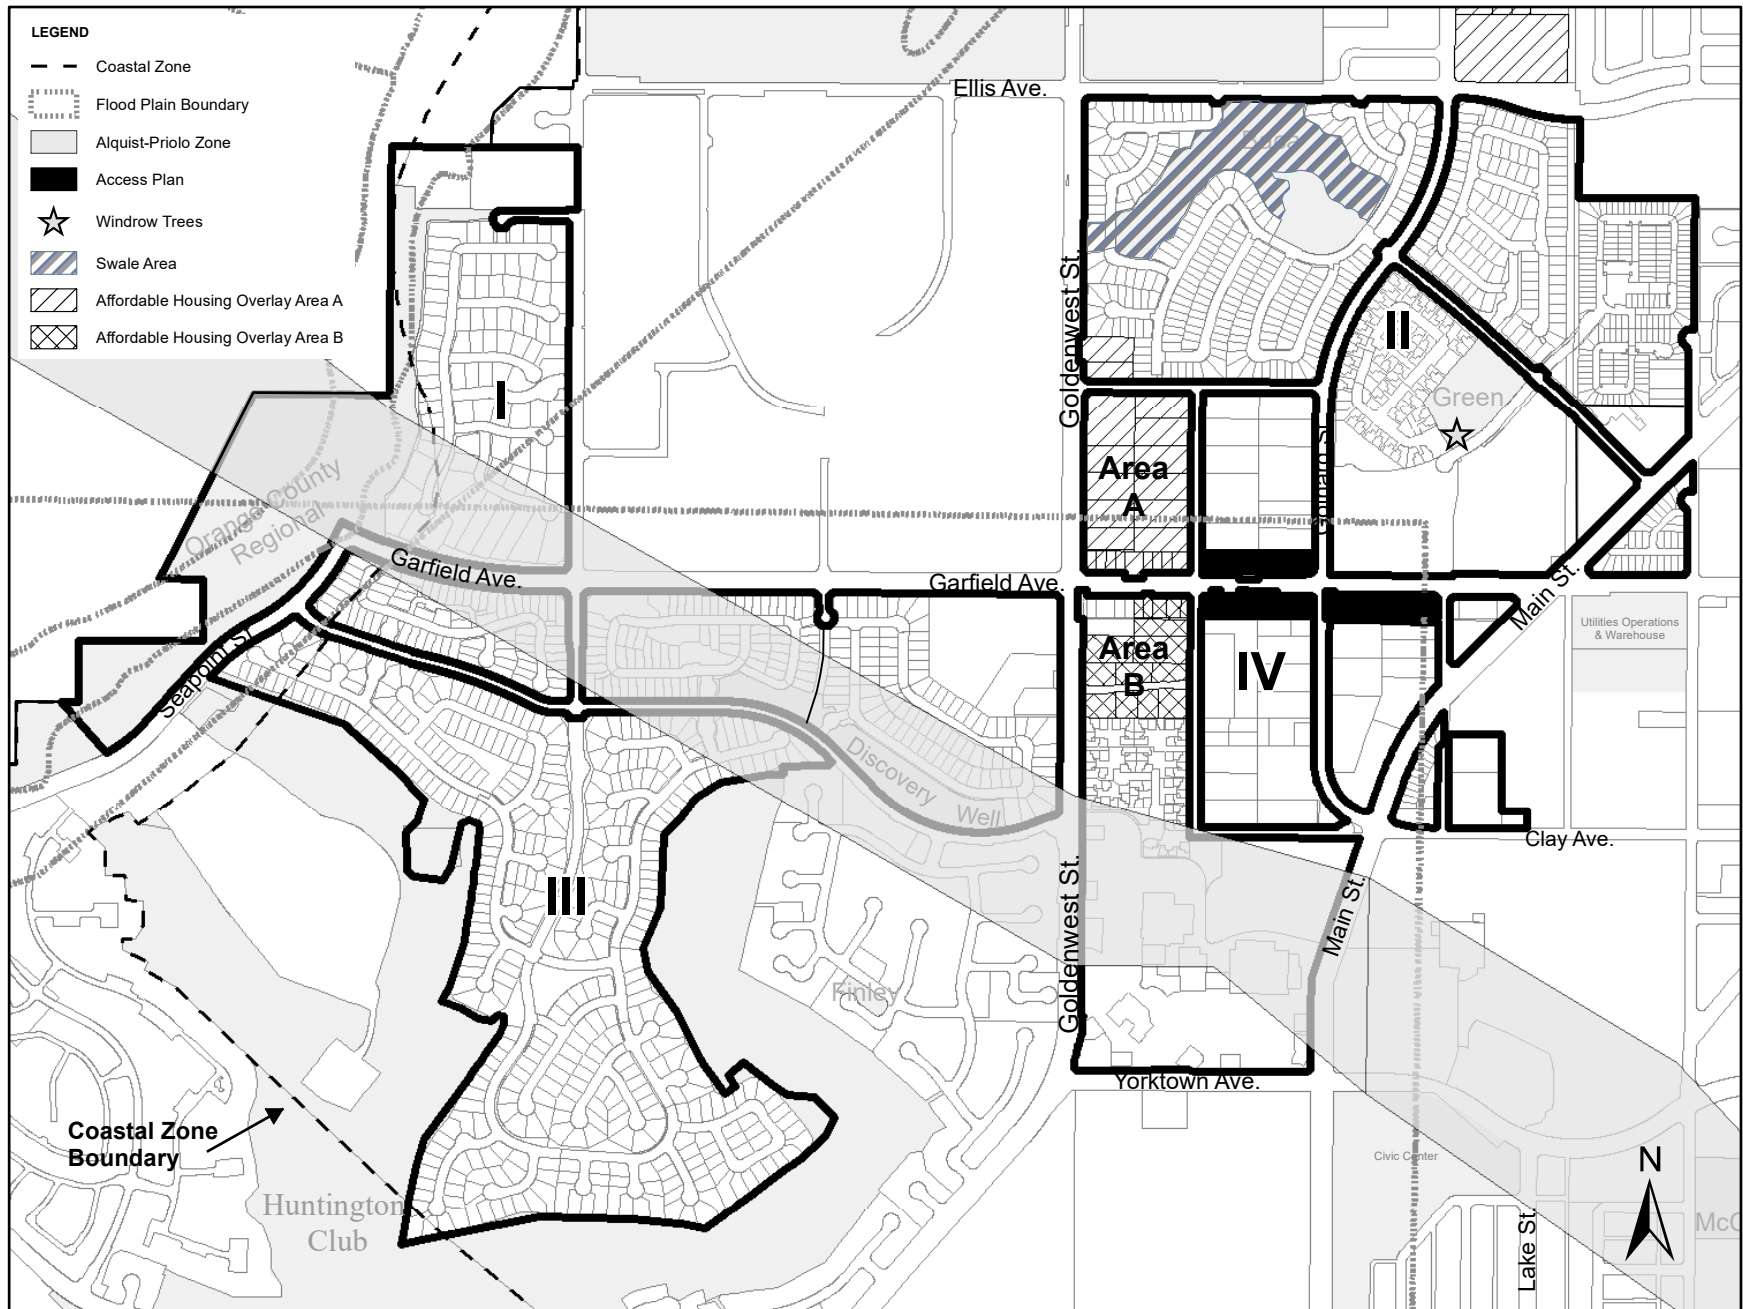 LEGEND
Coastal Zone
Flood Plain Boundary
Alquist-Priolo Zone
Access Plan
Windrow Trees
Swale Area
Affordable Housing Overlay Area A
Affordable Housing Overlay Area B
Ellis Ave.
Goldenwest St.
II
Green
I
Area
A
Orange County
Regional
Garfield Ave.
Garfield Ave.
Main St.
Utilities Operations
& Warehouse
Area
B
IV
Seapoint St.
Discovery
Well
Clay Ave.
III
Goldenwest St.
Main St.
Finley
Yorktown Ave.
Coastal Zone
Boundary
Civic Center
N
Huntington
Club
Lake St.